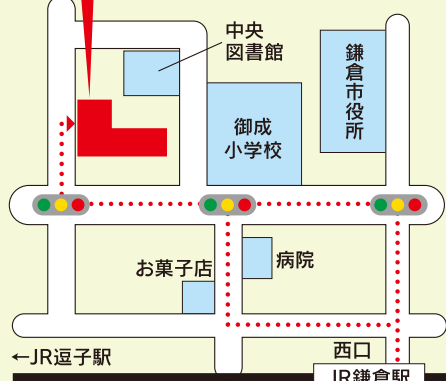 中央
図書館
鎌倉市役所
御成
小学校
お菓子店
病院
←JR逗子駅
西口
JR鎌倉駅